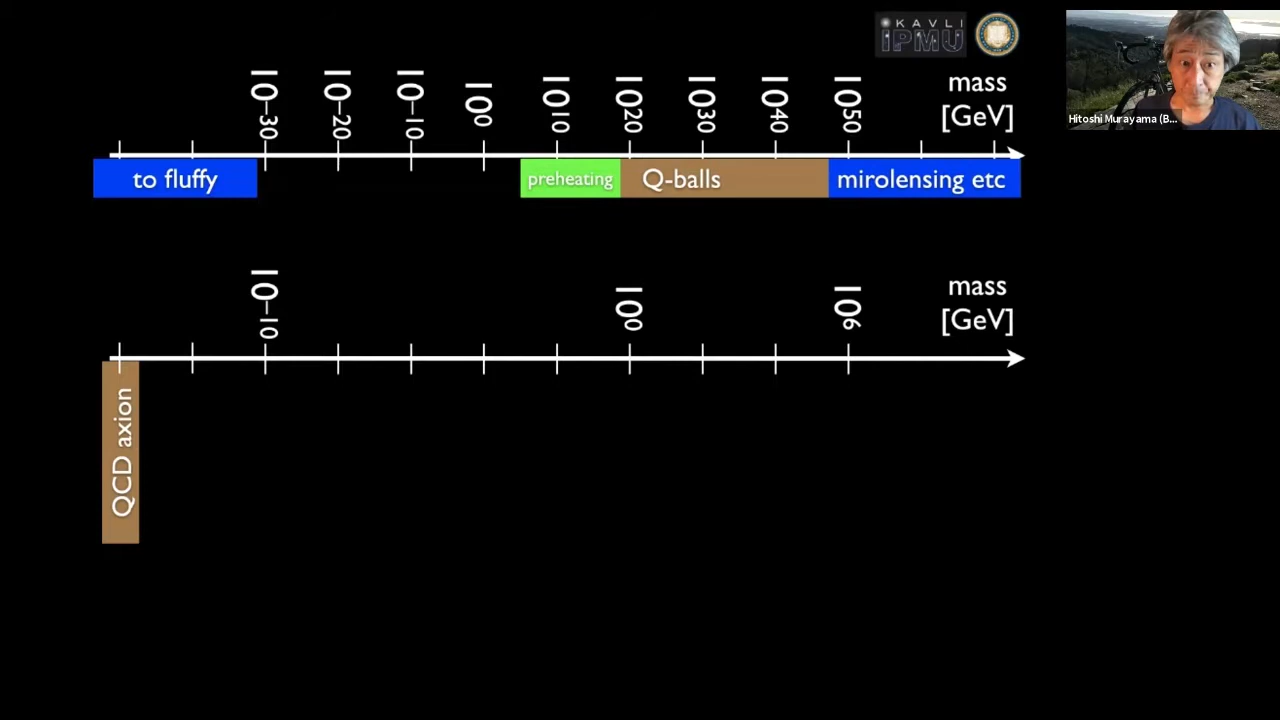 KAVLI
IPMU
Hitoshi Murayama (B...
10⁻³⁰ 10⁻²⁰ 10⁻¹⁰ 10⁰ 10¹⁰ 10²⁰ 10³⁰ 10⁴⁰ 10⁵⁰
mass
[GeV]
to fluffy
preheating
Q-balls
mirolensing etc
10⁻¹⁰ 10⁰ 10⁶
mass
[GeV]
QCD axion